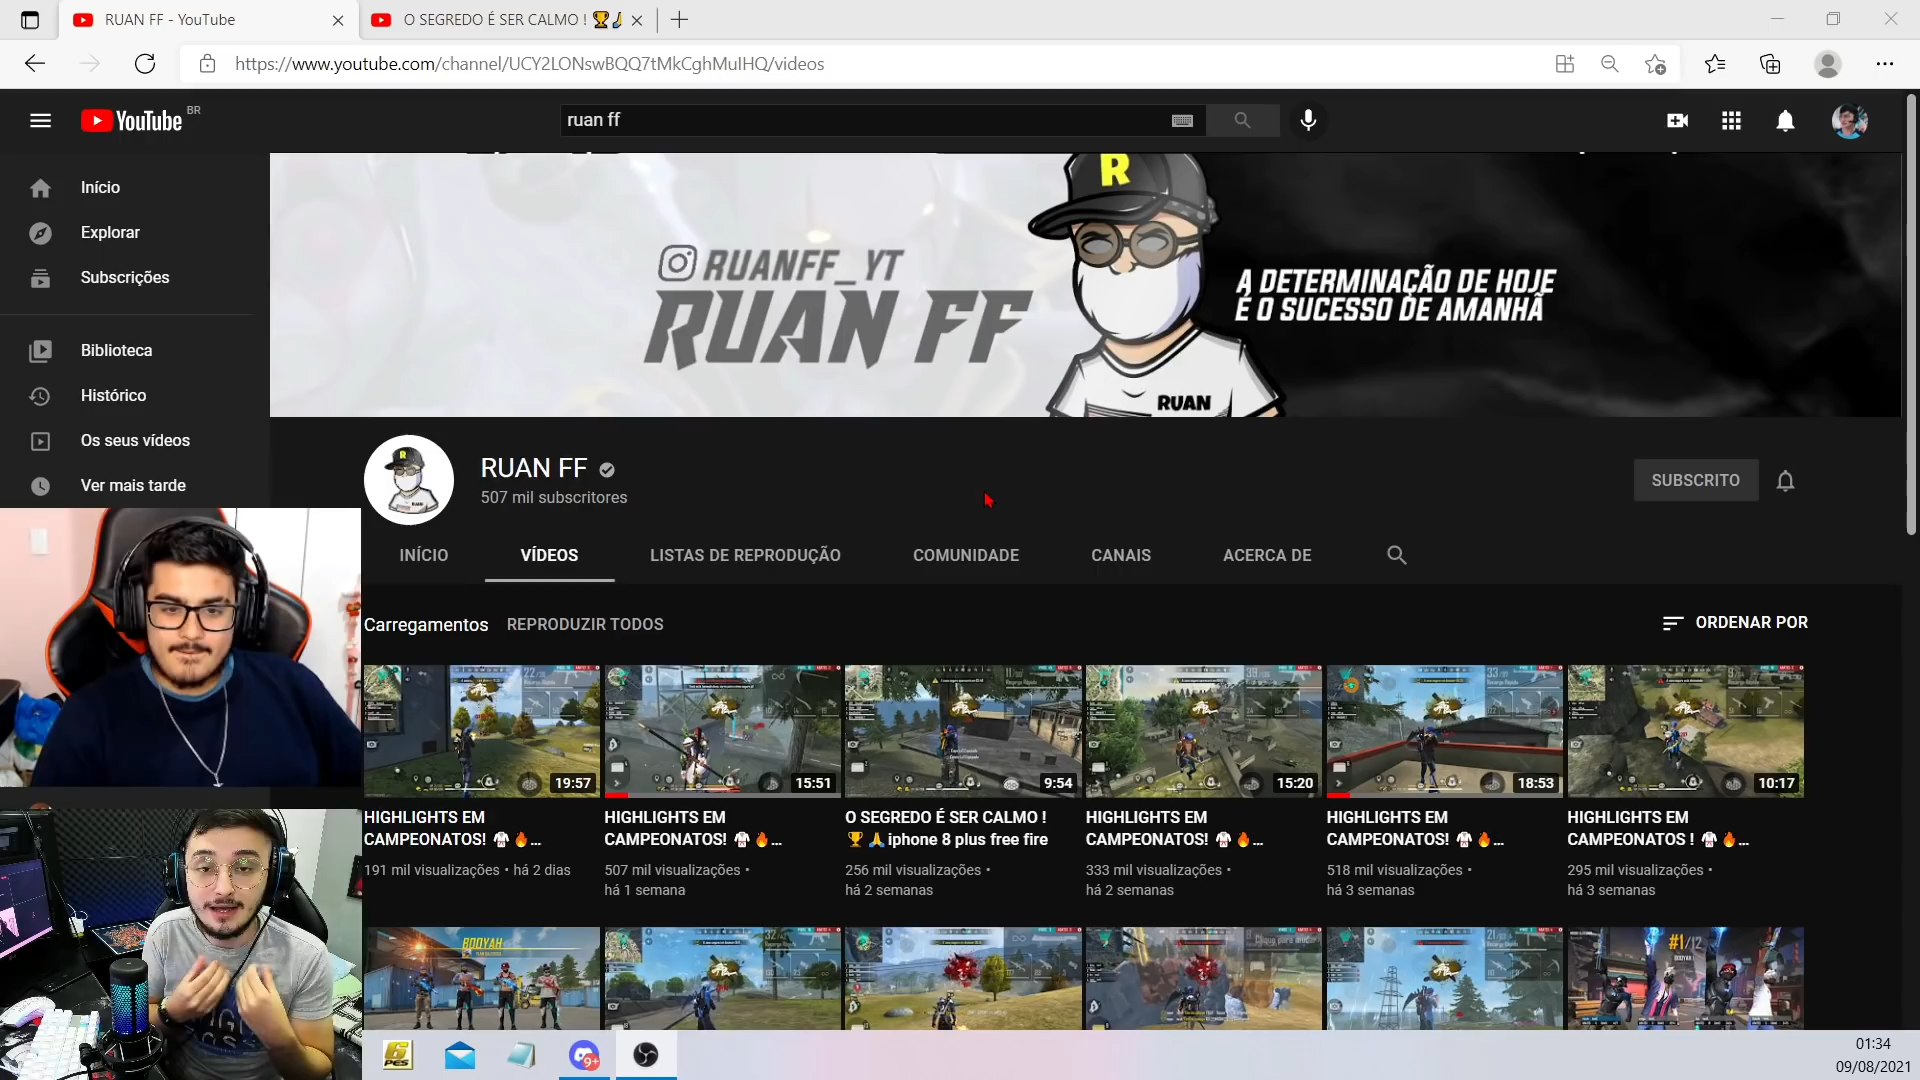 RUAN FF - YouTube
O SEGREDO É SER CALMO ! 🏆🙏
https://www.youtube.com/channel/UCY2LONswBQQ7tMkCghMuIHQ/videos
YouTube BR
ruan ff
Início
Explorar
Subscrições
Biblioteca
Histórico
Os seus vídeos
Ver mais tarde
R
RUANFF_YT
RUAN FF
A DETERMINAÇÃO DE HOJE
É O SUCESSO DE AMANHÃ
RUAN
RUAN FF
507 mil subscritores
SUBSCRITO
INÍCIO
VÍDEOS
LISTAS DE REPRODUÇÃO
COMUNIDADE
CANAIS
ACERCA DE
Carregamentos
REPRODUZIR TODOS
ORDENAR POR
19:57
15:51
9:54
15:20
18:53
10:17
HIGHLIGHTS EM
CAMPEONATOS! 👕🔥...
191 mil visualizações • há 2 dias
HIGHLIGHTS EM
CAMPEONATOS! 👕🔥...
507 mil visualizações •
há 1 semana
O SEGREDO É SER CALMO !
🏆🙏iphone 8 plus free fire
256 mil visualizações •
há 2 semanas
HIGHLIGHTS EM
CAMPEONATOS! 👕🔥...
333 mil visualizações •
há 2 semanas
HIGHLIGHTS EM
CAMPEONATOS! 👕🔥...
518 mil visualizações •
há 3 semanas
HIGHLIGHTS EM
CAMPEONATOS ! 👕🔥...
295 mil visualizações •
há 3 semanas
BOOYAH
#1/12
BOOYAH
6
PES
9+
01:34
09/08/2021